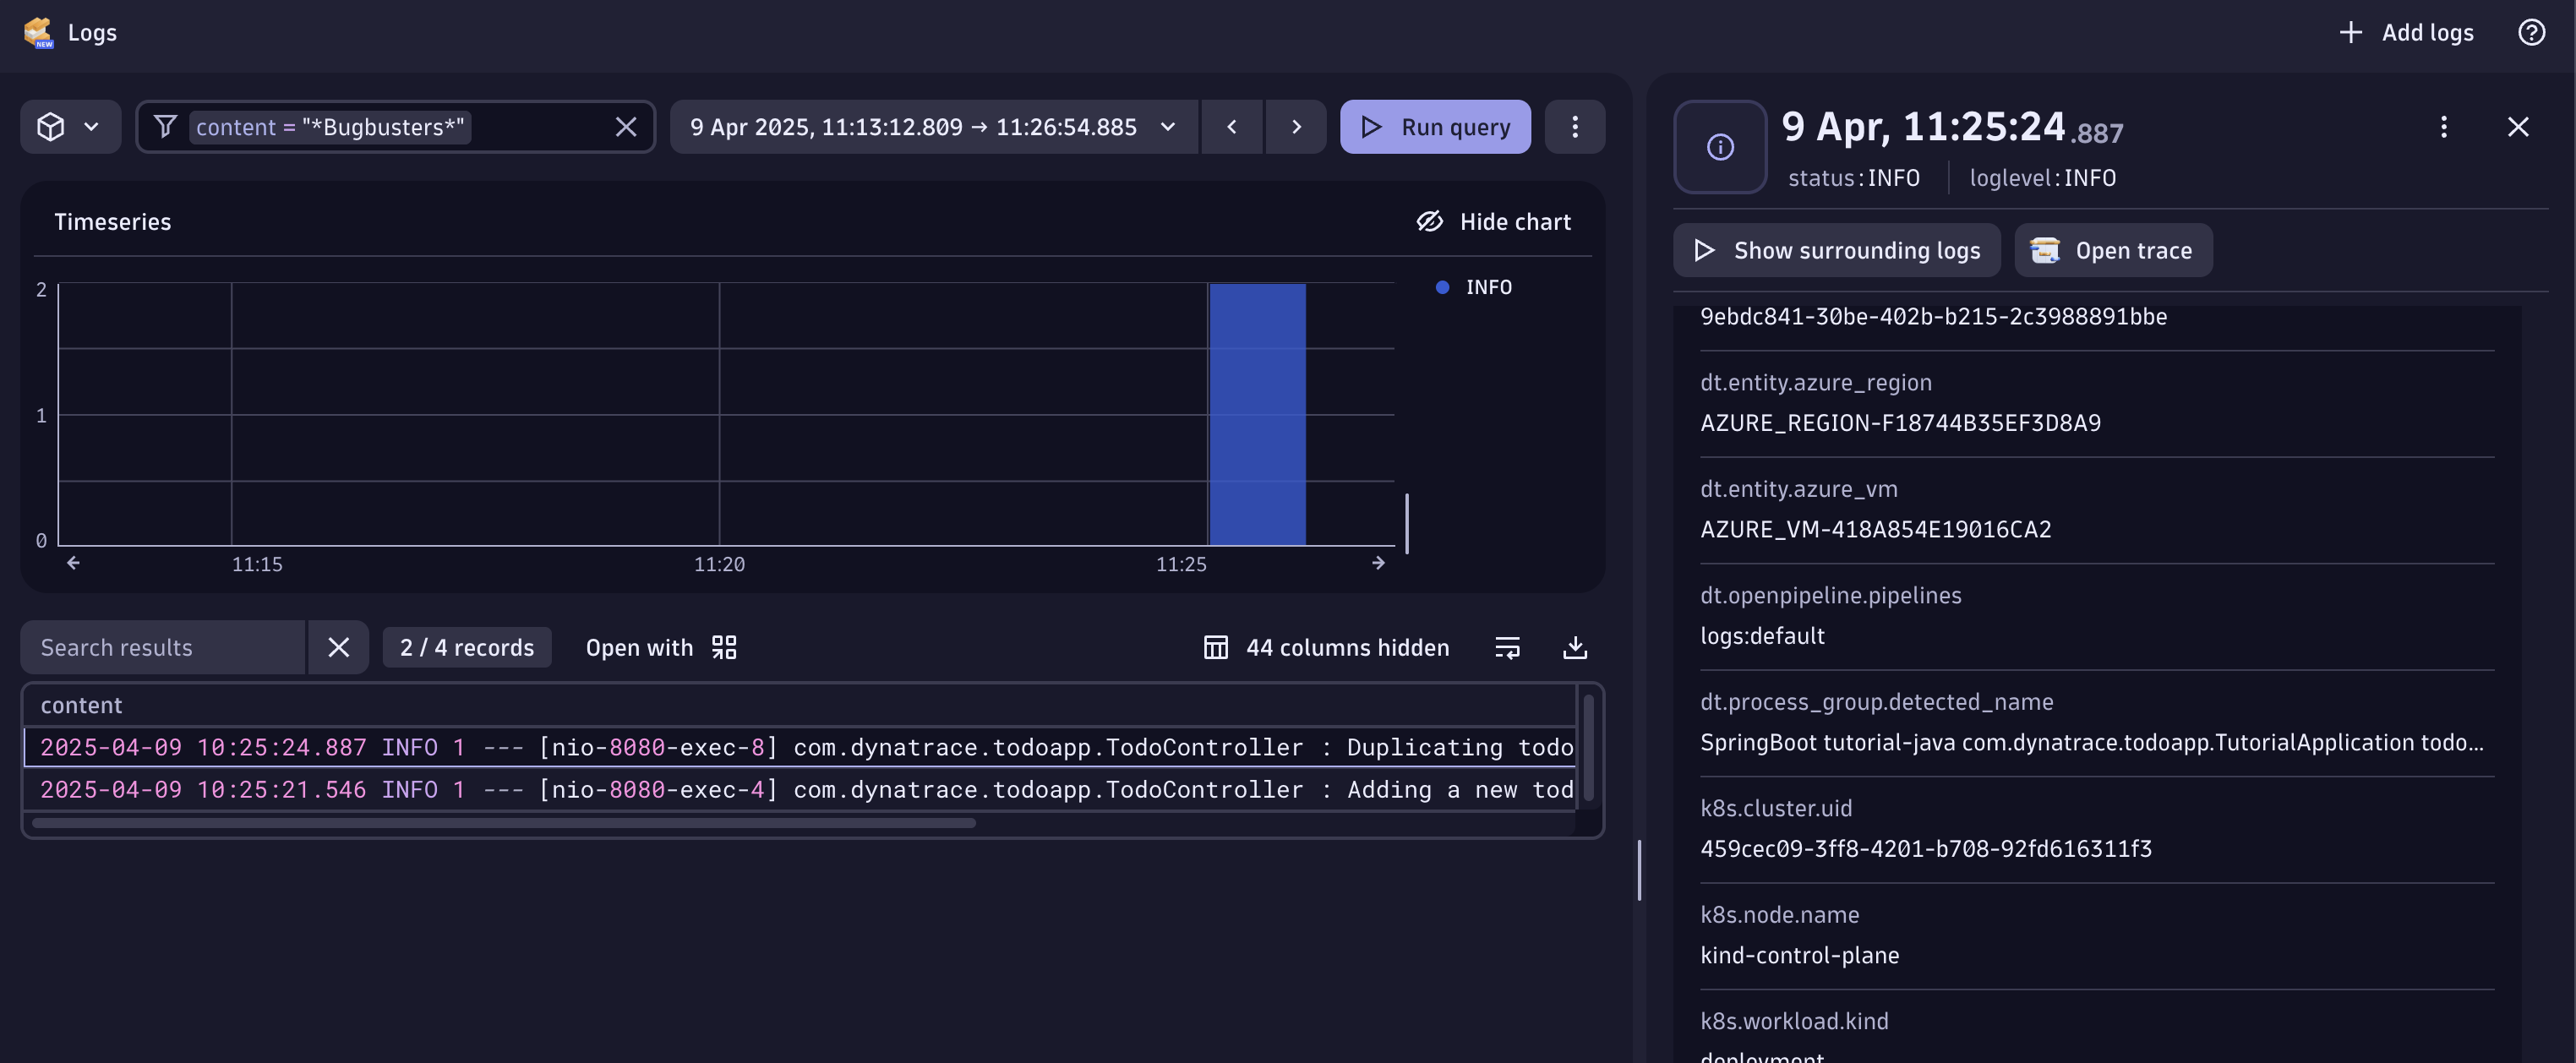 Logs
NEW
Add logs
content = "*Bugbusters*"
9 Apr 2025, 11:13:12.809 → 11:26:54.885
Run query
Timeseries
Hide chart
2
1
0
11:15
11:20
11:25
INFO
Search results
2 / 4 records
Open with
44 columns hidden
content
2025-04-09 10:25:24.887 INFO 1 --- [nio-8080-exec-8] com.dynatrace.todoapp.TodoController : Duplicating todo
2025-04-09 10:25:21.546 INFO 1 --- [nio-8080-exec-4] com.dynatrace.todoapp.TodoController : Adding a new tod
9 Apr, 11:25:24.887
status: INFO loglevel: INFO
Show surrounding logs
Open trace
9ebdc841-30be-402b-b215-2c3988891bbe
dt.entity.azure_region
AZURE_REGION-F18744B35EF3D8A9
dt.entity.azure_vm
AZURE_VM-418A854E19016CA2
dt.openpipeline.pipelines
logs:default
dt.process_group.detected_name
SpringBoot tutorial-java com.dynatrace.todoapp.TutorialApplication todo...
k8s.cluster.uid
459cec09-3ff8-4201-b708-92fd616311f3
k8s.node.name
kind-control-plane
k8s.workload.kind
deployment